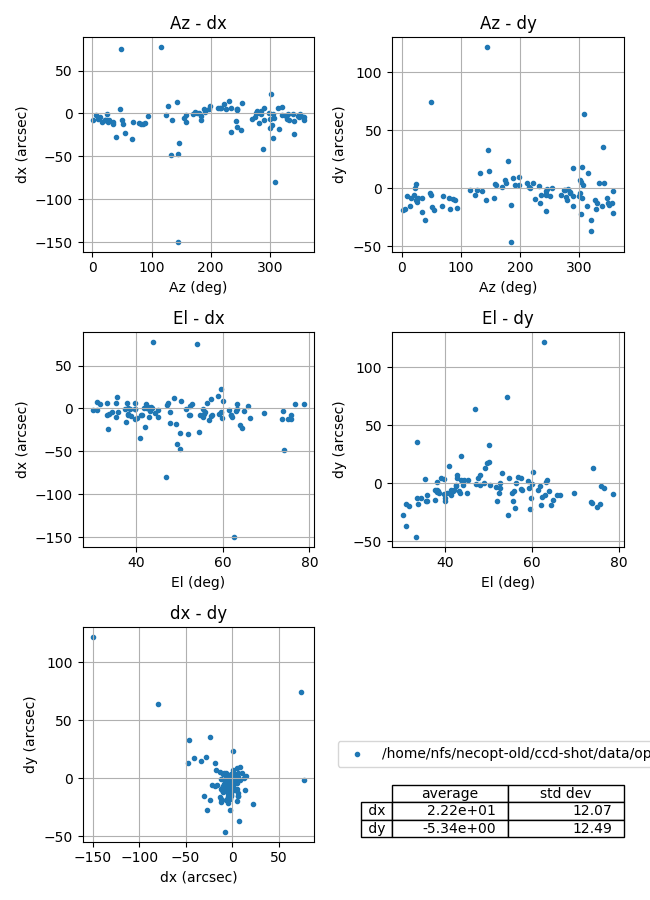 Az - dx
dx (arcsec)
50
0
−50
−100
−150
0 100 200 300
Az (deg)
Az - dy
dy (arcsec)
100
50
0
−50
0 100 200 300
Az (deg)
El - dx
dx (arcsec)
50
0
−50
−100
−150
40 60 80
El (deg)
El - dy
dy (arcsec)
100
50
0
−50
40 60 80
El (deg)
dx - dy
dy (arcsec)
100
50
0
−50
−150 −100 −50 0 50
dx (arcsec)
/home/nfs/necopt-old/ccd-shot/data/op
average std dev
dx 2.22e+01 12.07
dy -5.34e+00 12.49